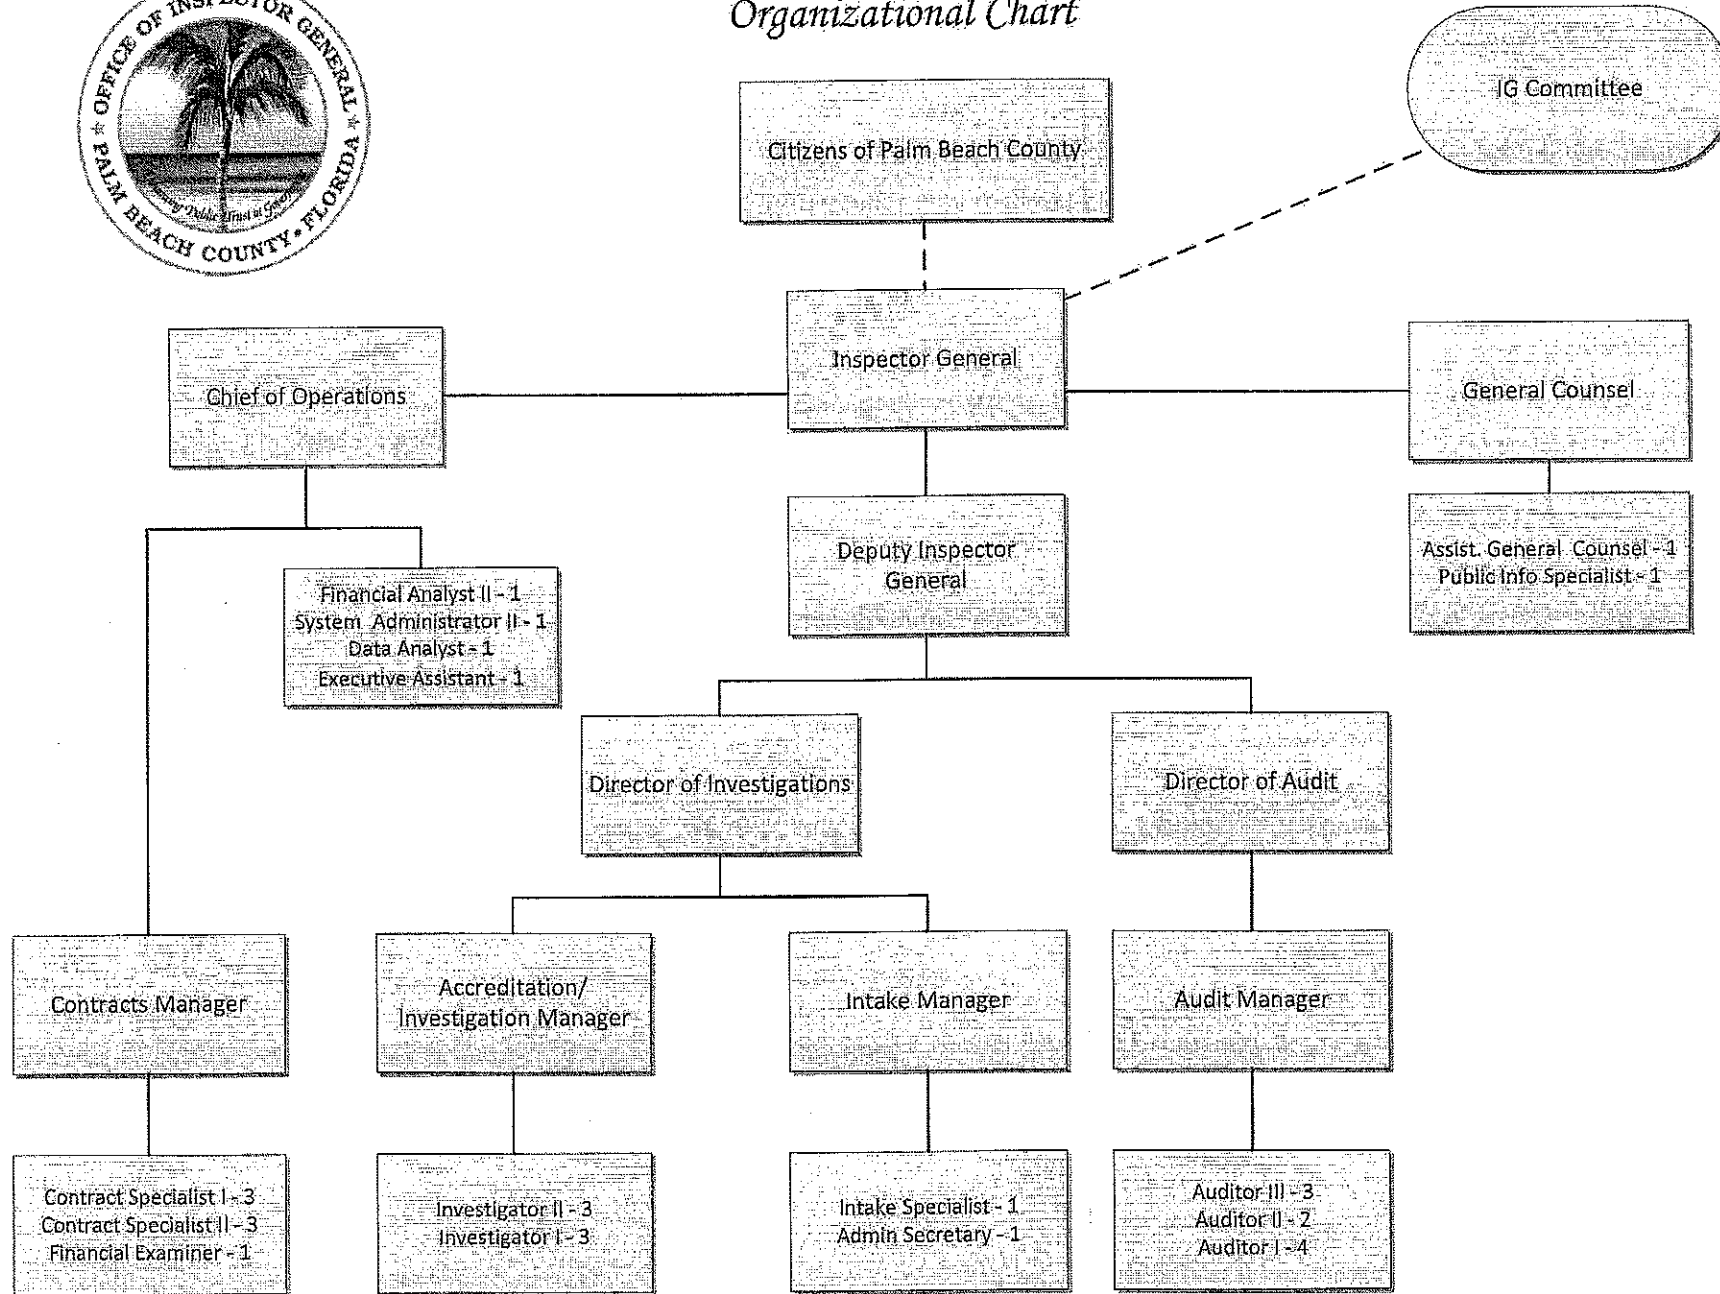 Organizational Chart
OFFICE OF INSPECTOR GENERAL
PALM BEACH COUNTY • FLORIDA
Public Trust in
IG Committee
Citizens of Palm Beach County
Inspector General
Chief of Operations
General Counsel
Deputy Inspector
General
Assist. General Counsel - 1
Public Info Specialist - 1
Financial Analyst II - 1
System Administrator II - 1
Data Analyst - 1
Executive Assistant - 1
Director of Investigations
Director of Audit
Contracts Manager
Accreditation/
Investigation Manager
Intake Manager
Audit Manager
Contract Specialist I - 3
Contract Specialist II - 3
Financial Examiner - 1
Investigator II - 3
Investigator I - 3
Intake Specialist - 1
Admin Secretary - 1
Auditor III - 3
Auditor II - 2
Auditor I - 4